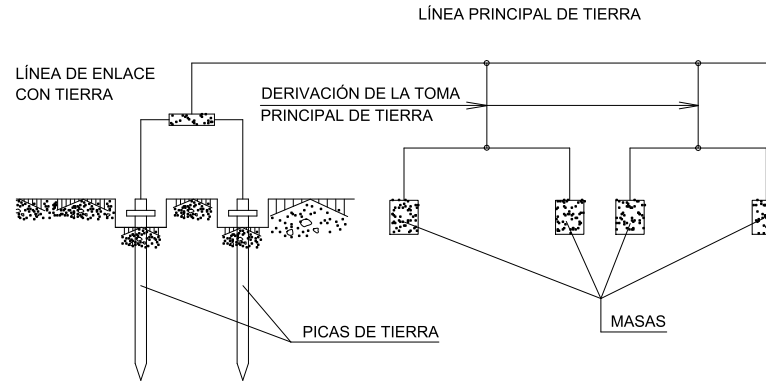 LÍNEA PRINCIPAL DE TIERRA
LÍNEA DE ENLACE
CON TIERRA
DERIVACIÓN DE LA TOMA
PRINCIPAL DE TIERRA
PICAS DE TIERRA
MASAS